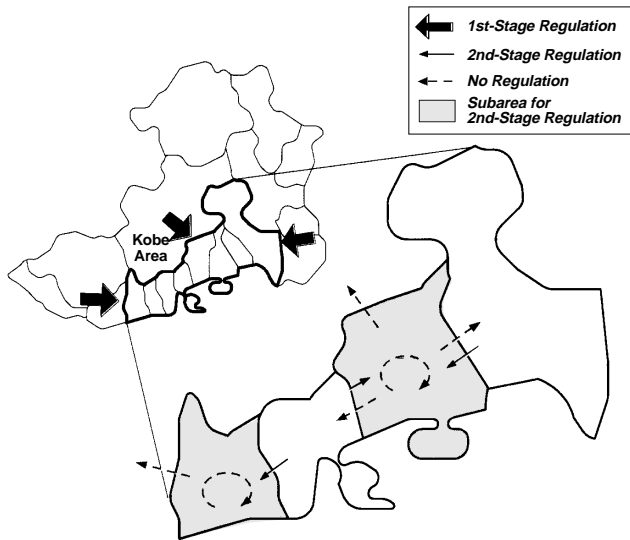 1st-Stage Regulation
2nd-Stage Regulation
No Regulation
Subarea for
2nd-Stage Regulation
Kobe
Area